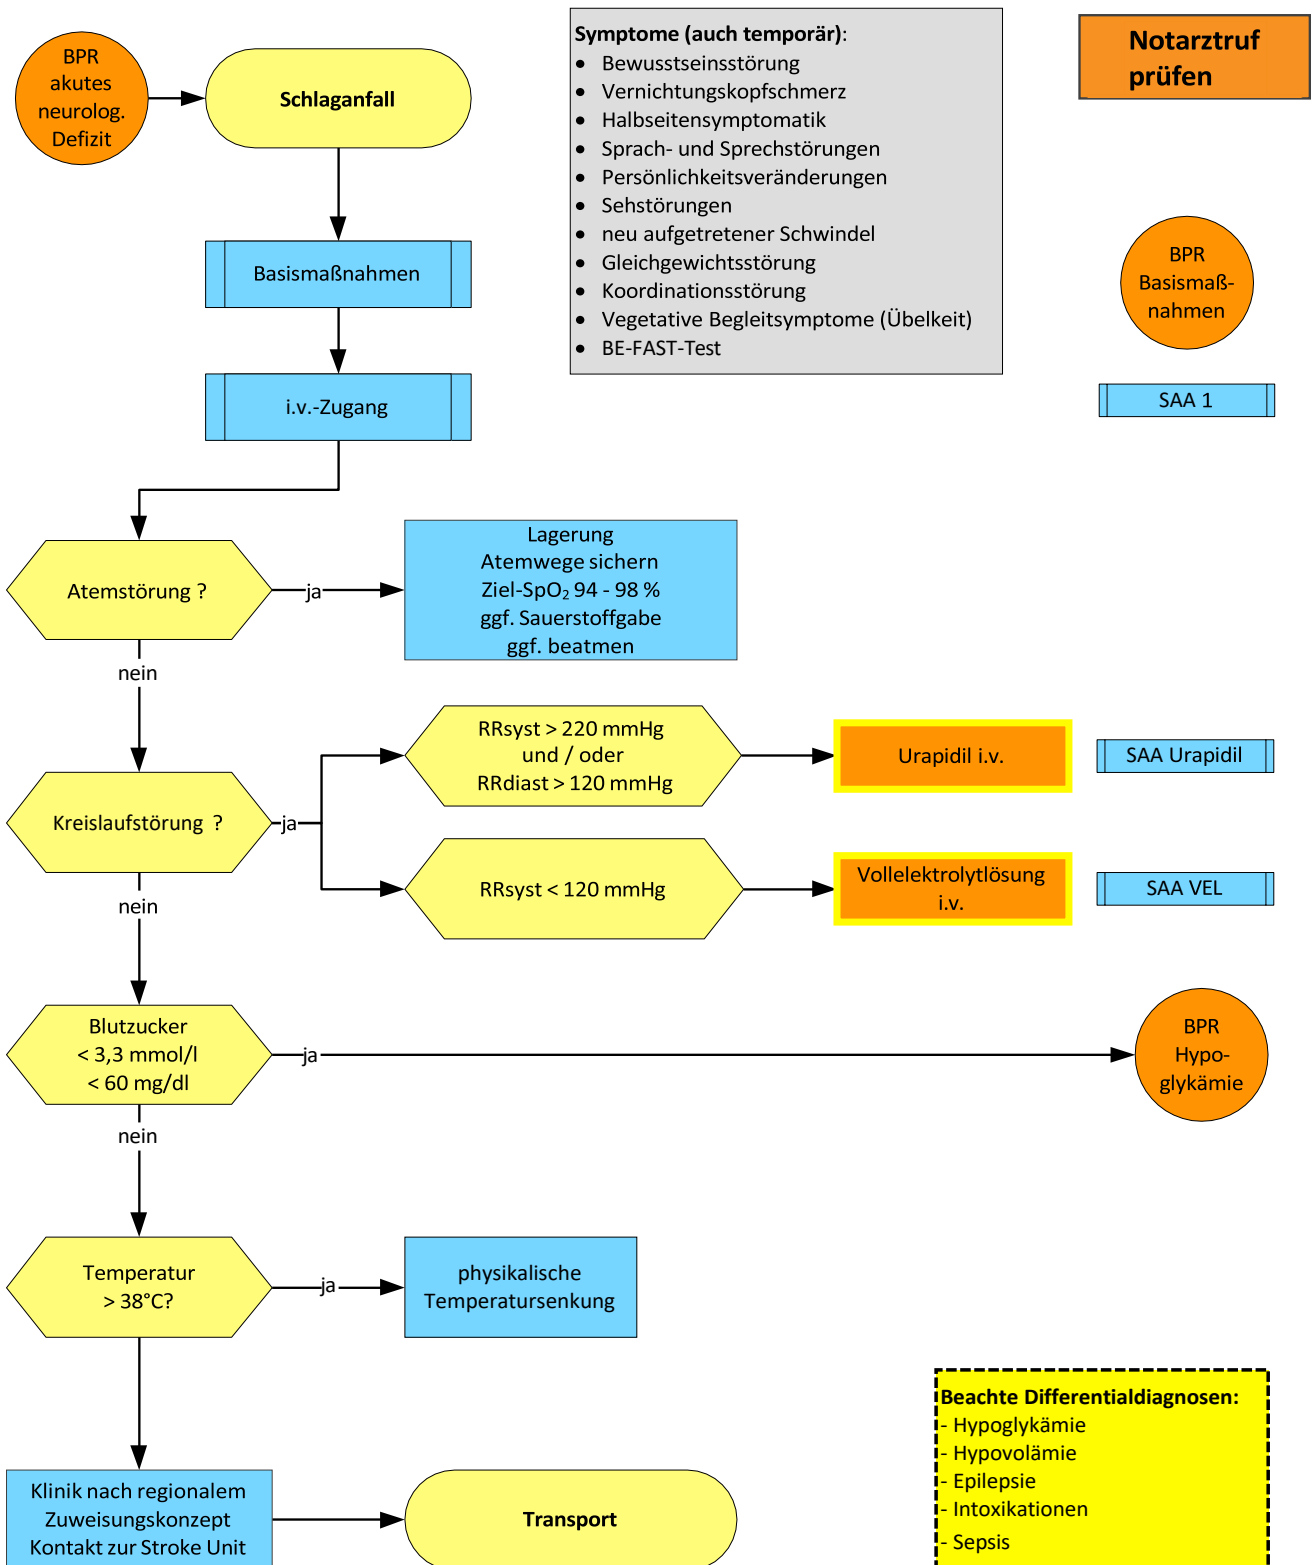 BPR
akutes
neurolog.
Defizit
Schlaganfall
Symptome (auch temporär):
• Bewusstseinsstörung
• Vernichtungskopfschmerz
• Halbseitensymptomatik
• Sprach- und Sprechstörungen
• Persönlichkeitsveränderungen
• Sehstörungen
• neu aufgetretener Schwindel
• Gleichgewichtsstörung
• Koordinationsstörung
• Vegetative Begleitsymptome (Übelkeit)
• BE-FAST-Test
Notarztruf
prüfen
Basismaßnahmen
BPR
Basismaß-
nahmen
i.v.-Zugang
SAA 1
Atemstörung ?
ja
Lagerung
Atemwege sichern
Ziel-SpO₂ 94 - 98 %
ggf. Sauerstoffgabe
ggf. beatmen
nein
Kreislaufstörung ?
ja
RRsyst > 220 mmHg
und / oder
RRdiast > 120 mmHg
Urapidil i.v.
SAA Urapidil
RRsyst < 120 mmHg
Vollelektrolytlösung
i.v.
SAA VEL
nein
Blutzucker
< 3,3 mmol/l
< 60 mg/dl
ja
BPR
Hypo-
glykämie
nein
Temperatur
> 38°C?
ja
physikalische
Temperatursenkung
Klinik nach regionalem
Zuweisungskonzept
Kontakt zur Stroke Unit
Transport
Beachte Differentialdiagnosen:
- Hypoglykämie
- Hypovolämie
- Epilepsie
- Intoxikationen
- Sepsis